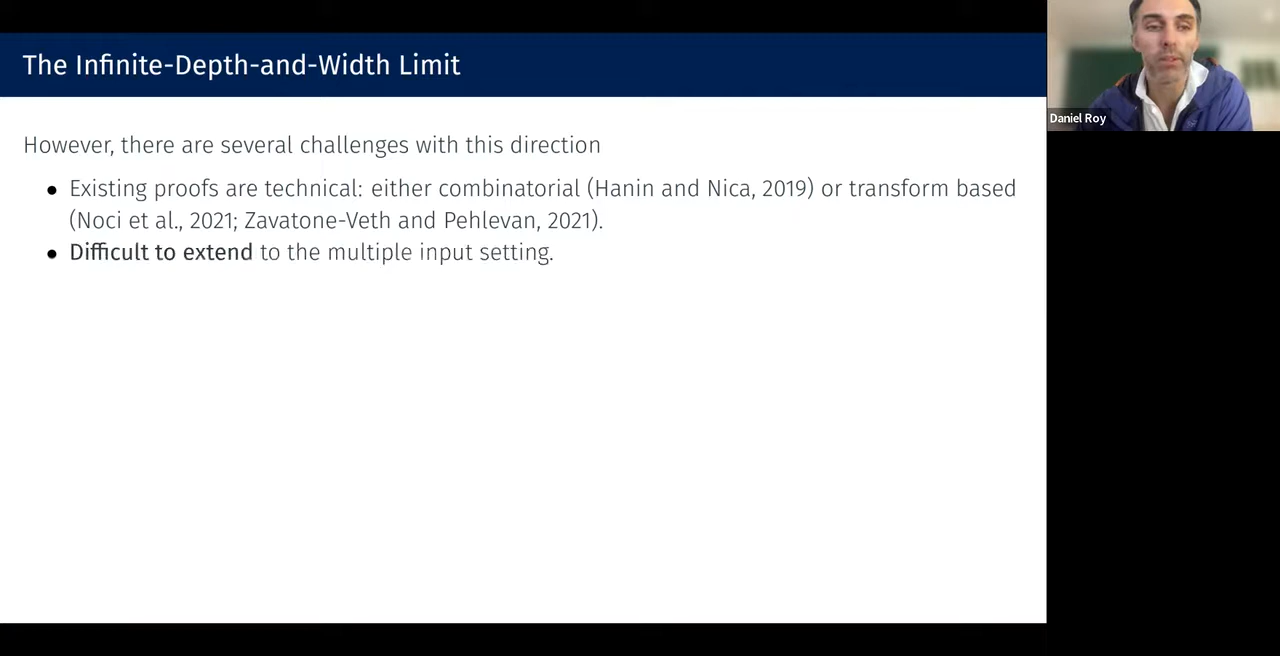 The Infinite-Depth-and-Width Limit
However, there are several challenges with this direction
• Existing proofs are technical: either combinatorial (Hanin and Nica, 2019) or transform based
(Noci et al., 2021; Zavatone-Veth and Pehlevan, 2021).
• Difficult to extend to the multiple input setting.
Daniel Roy